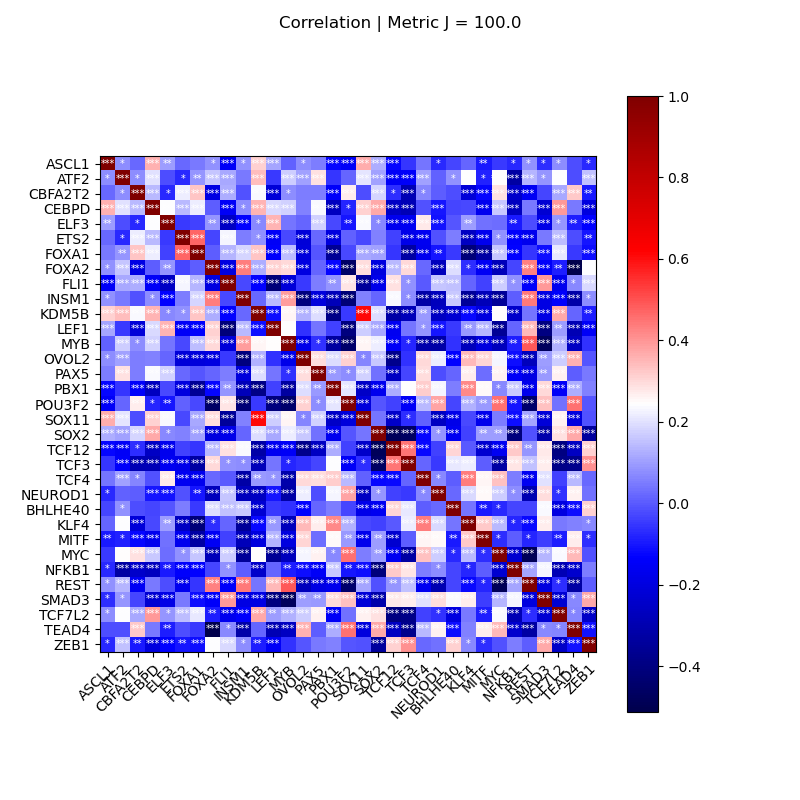 Correlation | Metric J = 100.0
ASCL1
ATF2
CBFA2T2
CEBPD
ELF3
ETS2
FOXA1
FOXA2
FLI1
INSM1
KDM5B
LEF1
MYB
OVOL2
PAX5
PBX1
POU3F2
SOX11
SOX2
TCF12
TCF3
TCF4
NEUROD1
BHLHE40
KLF4
MITF
MYC
NFKB1
REST
SMAD3
TCF7L2
TEAD4
ZEB1
ASCL1
ATF2
CBFA2T2
CEBPD
ELF3
ETS2
FOXA1
FOXA2
FLI1
INSM1
KDM5B
LEF1
MYB
OVOL2
PAX5
PBX1
POU3F2
SOX11
SOX2
TCF12
TCF3
TCF4
NEUROD1
BHLHE40
KLF4
MITF
MYC
NFKB1
REST
SMAD3
TCF7L2
TEAD4
ZEB1
1.0
0.8
0.6
0.4
0.2
0.0
−0.2
−0.4